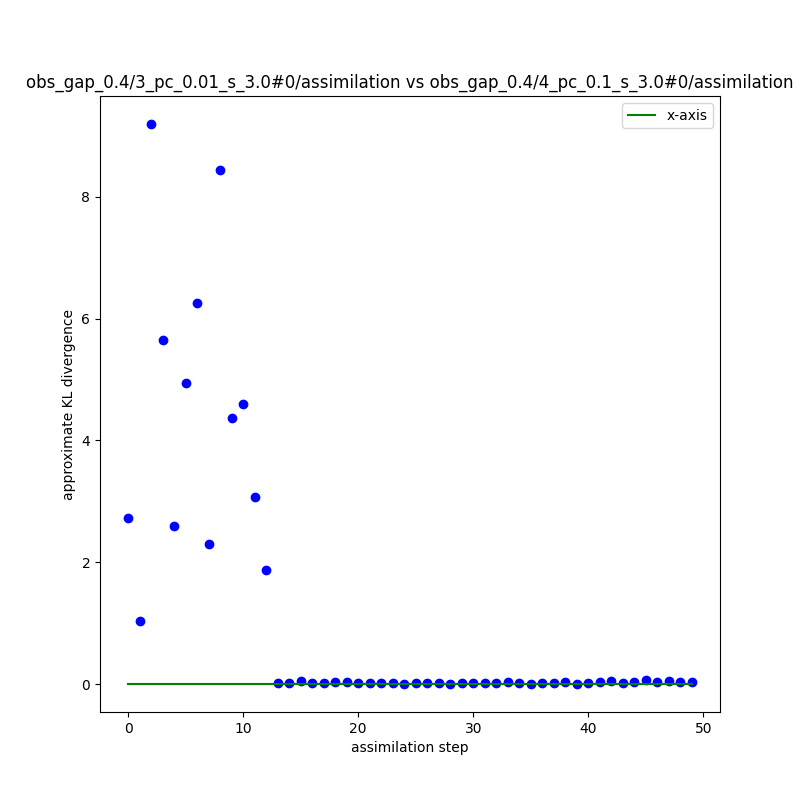 obs_gap_0.4/3_pc_0.01_s_3.0#0/assimilation vs obs_gap_0.4/4_pc_0.1_s_3.0#0/assimilation
x-axis
8
6
4
2
0
approximate KL divergence
0 10 20 30 40 50
assimilation step